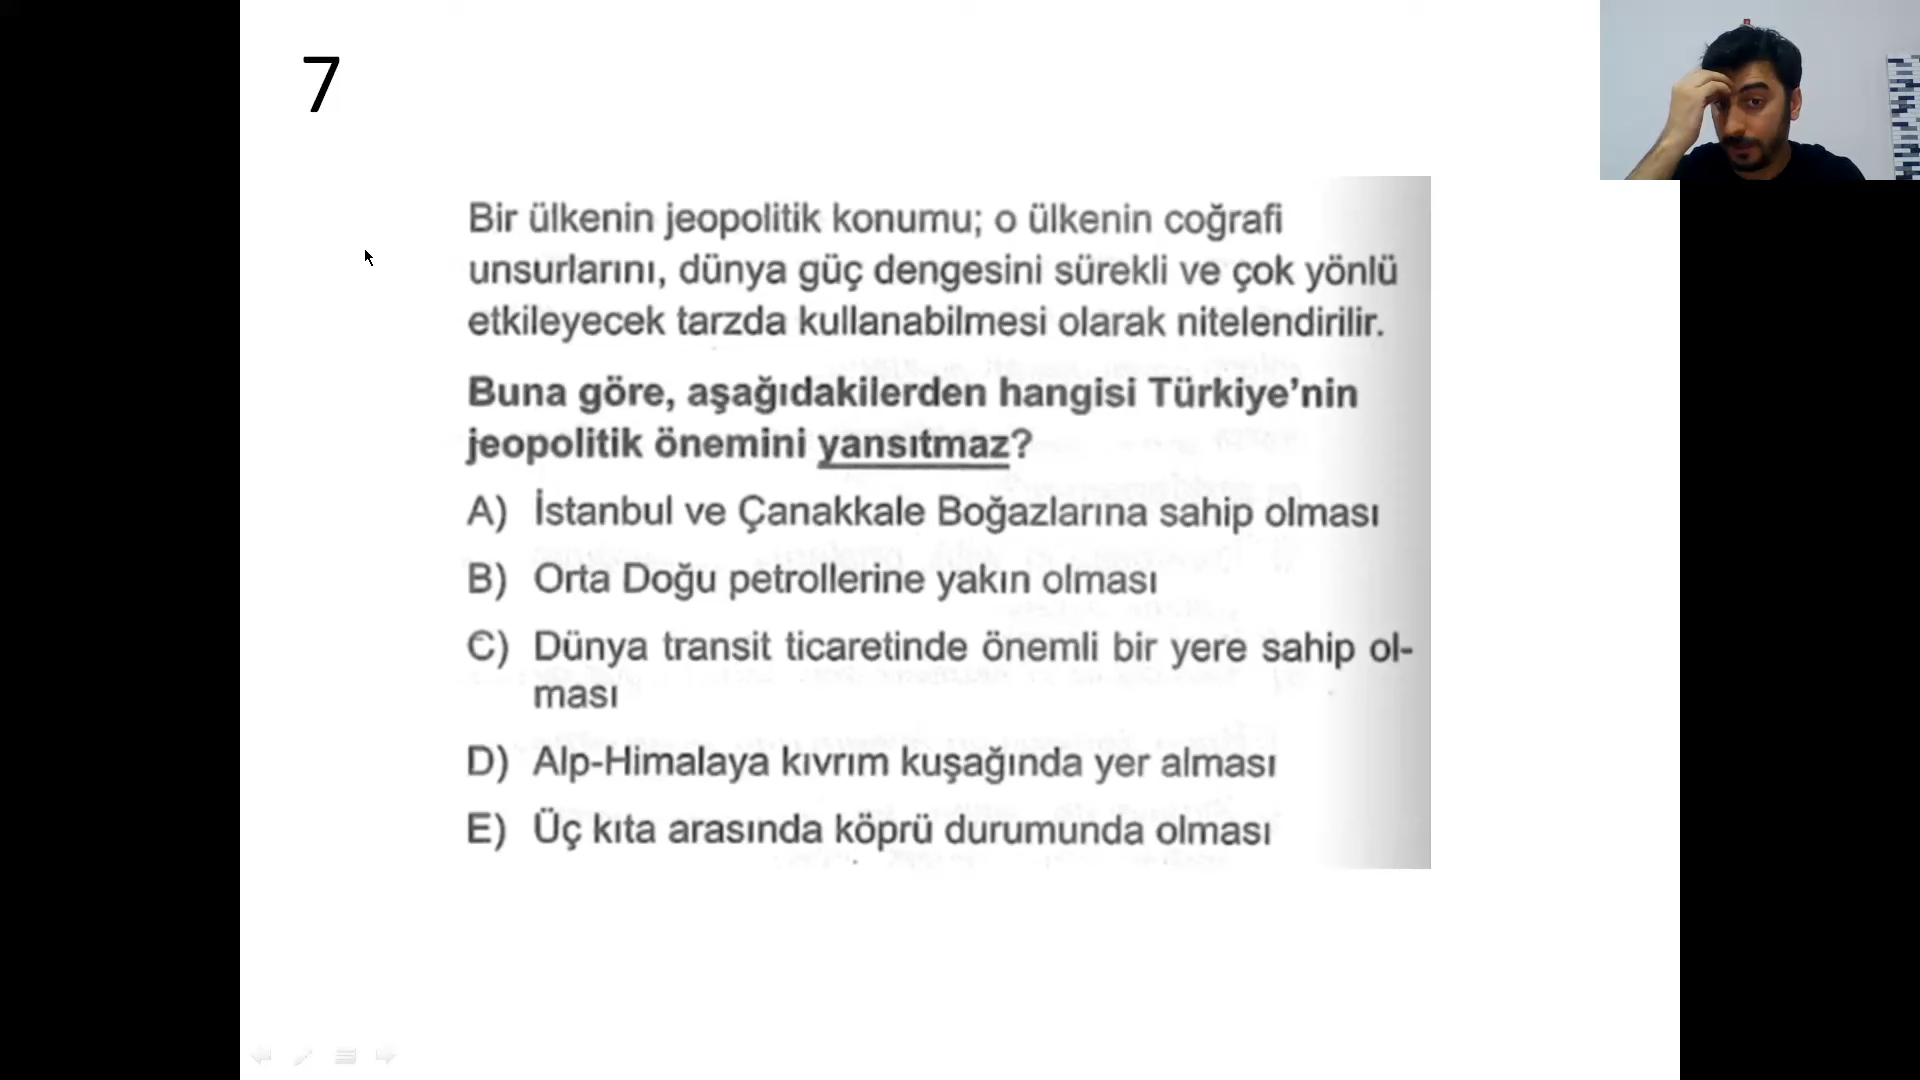 7
Bir ülkenin jeopolitik konumu; o ülkenin coğrafi
unsurlarını, dünya güç dengesini sürekli ve çok yönlü
etkileyecek tarzda kullanabilmesi olarak nitelendirilir.
Buna göre, aşağıdakilerden hangisi Türkiye'nin
jeopolitik önemini yansıtmaz?
A) İstanbul ve Çanakkale Boğazlarına sahip olması
B) Orta Doğu petrollerine yakın olması
C) Dünya transit ticaretinde önemli bir yere sahip ol-
ması
D) Alp-Himalaya kıvrım kuşağında yer alması
E) Üç kıta arasında köprü durumunda olması